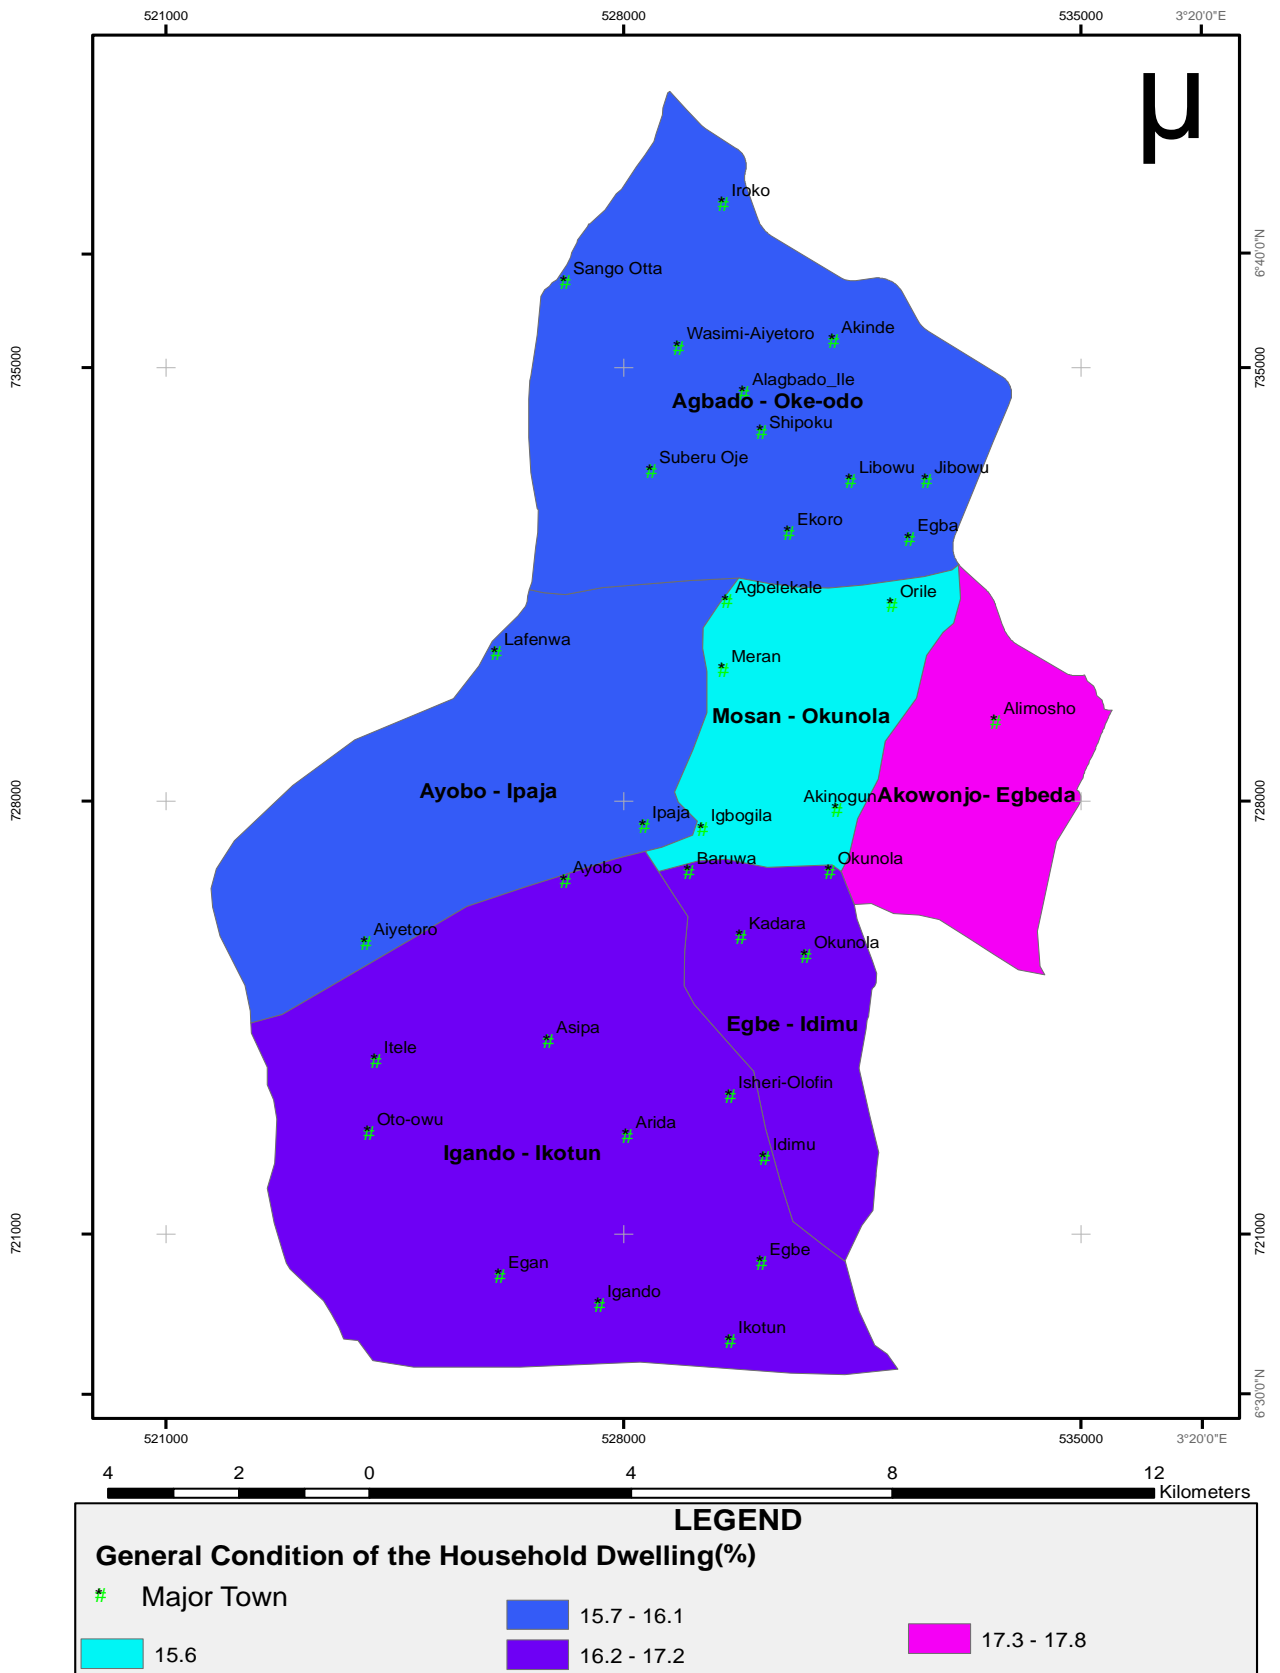 521000 528000 535000 3°20'0"E
µ
Iroko
6°40'0"N
Sango Otta
Wasimi-Aiyetoro Akinde
735000 735000
Alagbado_Ile
Agbado - Oke-odo
Shipoku
Suberu Oje Libowu Jibowu
Ekoro Egba
Agbelekale Orile
Lafenwa
Meran
Alimosho
Mosan - Okunola
Ayobo - Ipaja Akinogun Akowonjo- Egbeda
728000 728000
Ipaja Igbogila
Ayobo Baruwa Okunola
Aiyetoro Kadara
Okunola
Egbe - Idimu
Asipa
Itele
Isheri-Olofin
Oto-owu Arida
Igando - Ikotun Idimu
721000 721000
Egan Egbe
Igando
Ikotun
6°30'0"N
521000 528000 535000 3°20'0"E
4 2 0 4 8 12
Kilometers
LEGEND
General Condition of the Household Dwelling(%)
Major Town
15.7 - 16.1
17.3 - 17.8
15.6
16.2 - 17.2